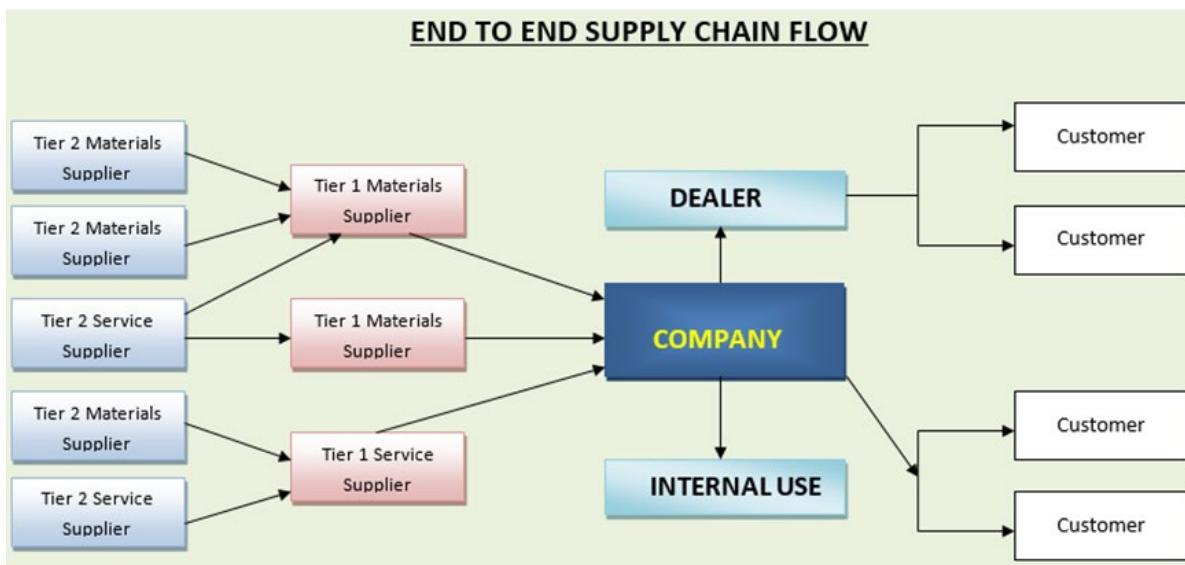 END TO END SUPPLY CHAIN FLOW
Tier 2 Materials
Supplier
Tier 2 Materials
Supplier
Tier 2 Service
Supplier
Tier 2 Materials
Supplier
Tier 2 Service
Supplier
Tier 1 Materials
Supplier
Tier 1 Materials
Supplier
Tier 1 Service
Supplier
DEALER
COMPANY
INTERNAL USE
Customer
Customer
Customer
Customer